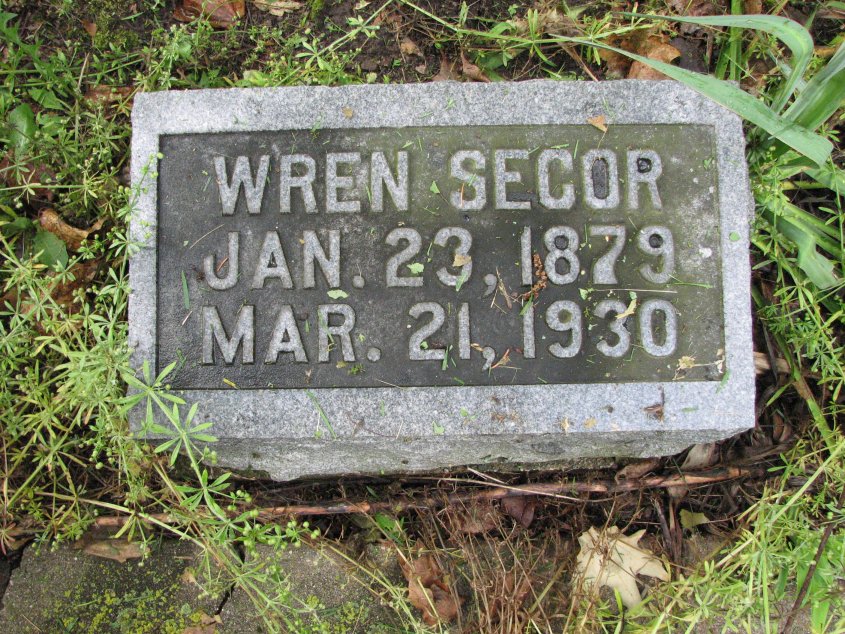 WREN SECOR
JAN. 23, 1879
MAR. 21, 1930